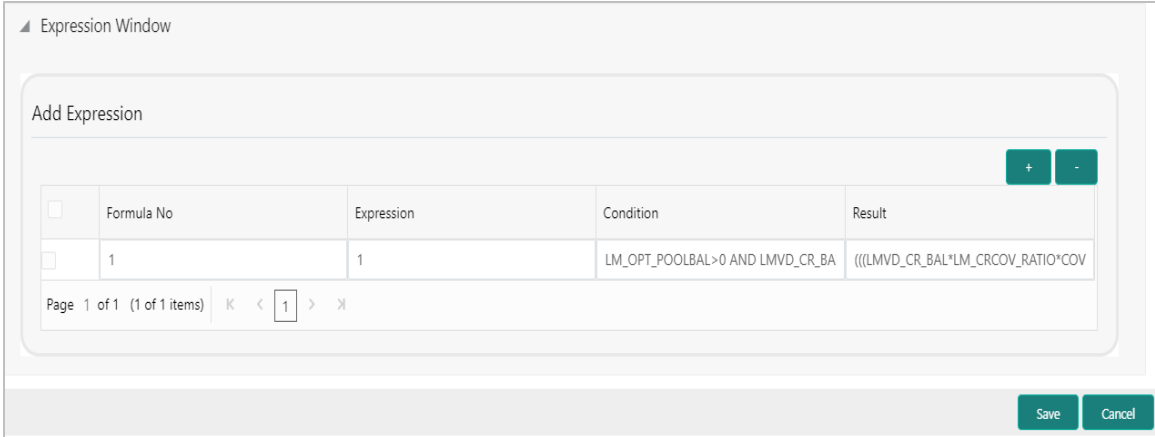 Expression Window
Add Expression
+ -
Formula No Expression Condition Result
1 1 LM_OPT_POOLBAL>0 AND LMVD_CR_BA (((LMVD_CR_BAL*LM_CRCOV_RATIO*COV
Page 1 of 1 (1 of 1 items) K < 1 > >|
Save Cancel